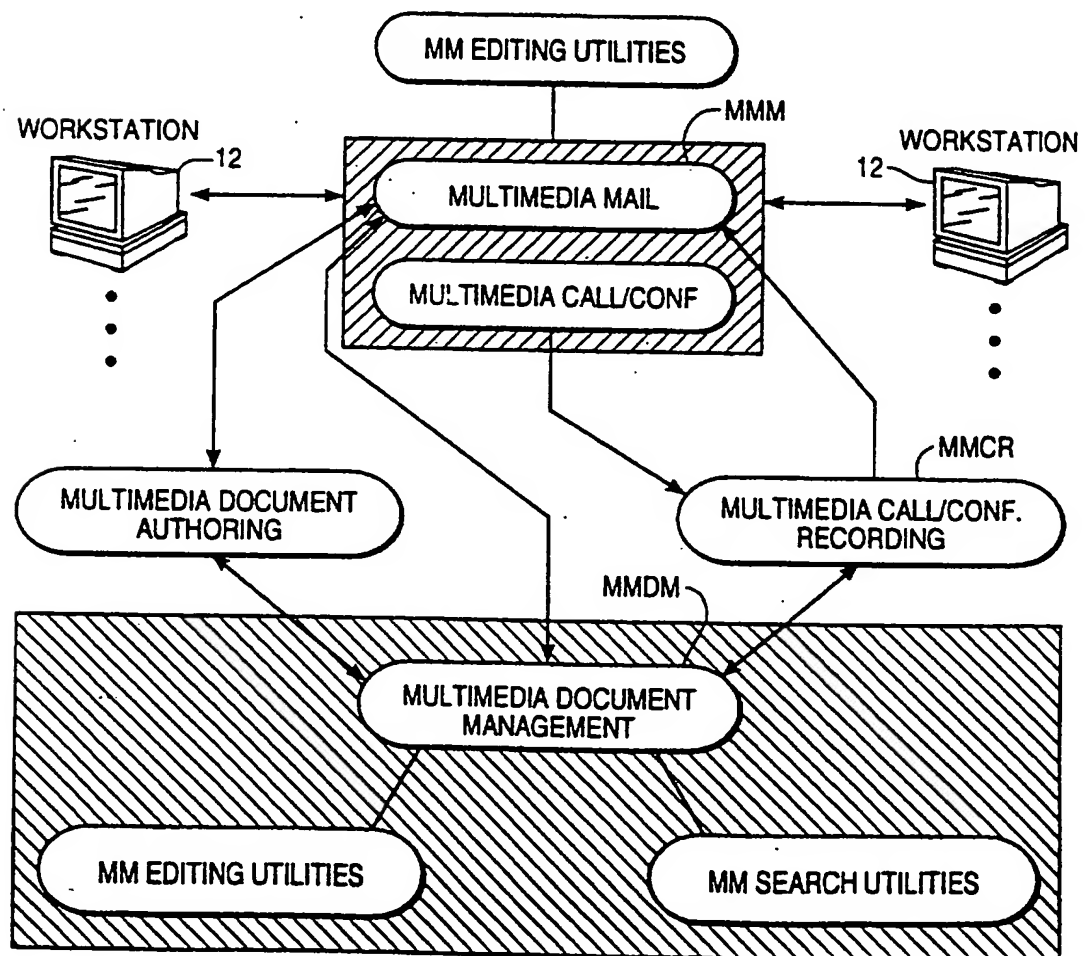 MM EDITING UTILITIES
MMM
WORKSTATION
12
WORKSTATION
12
MULTIMEDIA MAIL
MULTIMEDIA CALL/CONF
MMCR
MULTIMEDIA DOCUMENT
AUTHORING
MULTIMEDIA CALL/CONF.
RECORDING
MMDM
MULTIMEDIA DOCUMENT
MANAGEMENT
MM EDITING UTILITIES
MM SEARCH UTILITIES